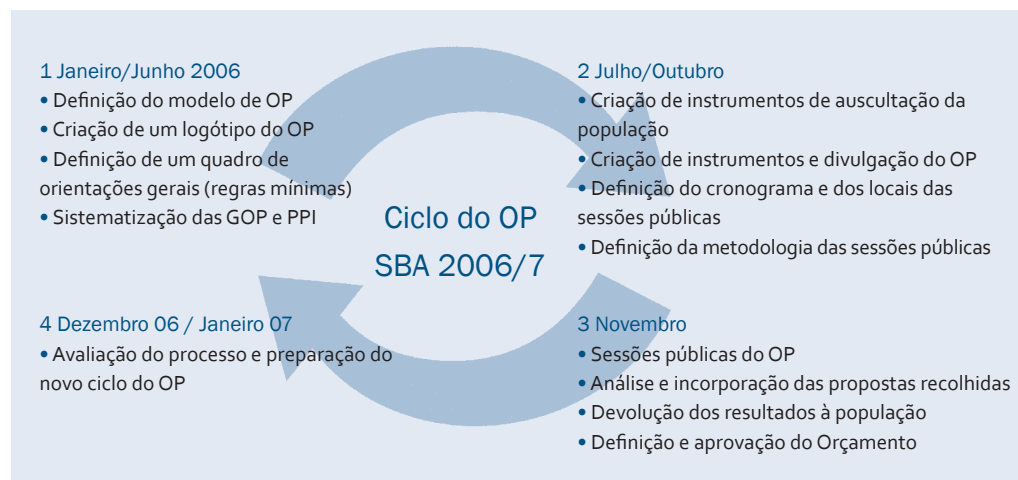 1 Janeiro/Junho 2006
• Definição do modelo de OP
• Criação de um logótipo do OP
• Definição de um quadro de
orientações gerais (regras mínimas)
• Sistematização das GOP e PPI
2 Julho/Outubro
• Criação de instrumentos de auscultação da
população
• Criação de instrumentos e divulgação do OP
• Definição do cronograma e dos locais das
sessões públicas
• Definição da metodologia das sessões públicas
Ciclo do OP
SBA 2006/7
3 Novembro
• Sessões públicas do OP
• Análise e incorporação das propostas recolhidas
• Devolução dos resultados à população
• Definição e aprovação do Orçamento
4 Dezembro 06 / Janeiro 07
• Avaliação do processo e preparação do
novo ciclo do OP